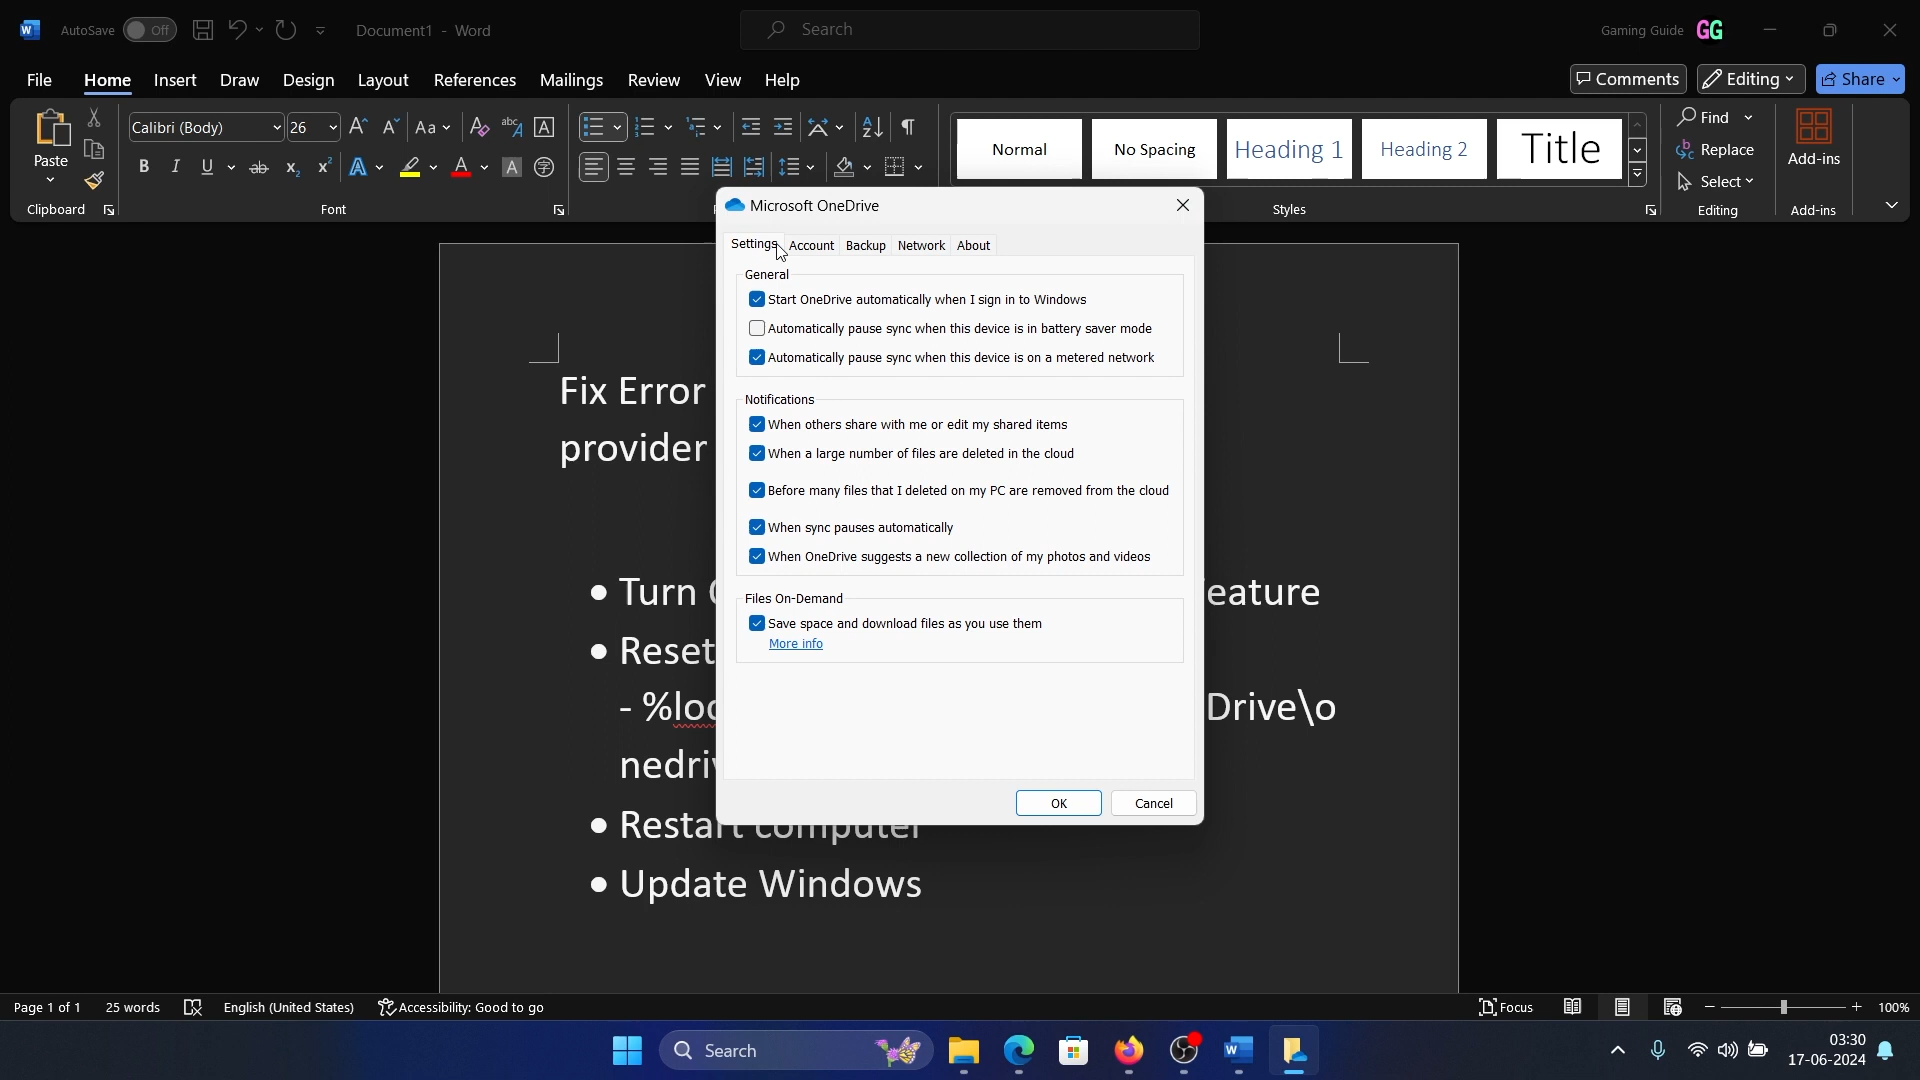 AutoSave Off Document1 - Word Search Gaming Guide GG
File Home Insert Draw Design Layout References Mailings Review View Help Comments Editing Share
Calibri (Body) 26 Aa
Paste
Normal No Spacing Heading 1 Heading 2 Title
Find
Replace
Select
Add-ins
Clipboard Font Styles Editing Add-ins
Microsoft OneDrive
Settings Account Backup Network About
General
Start OneDrive automatically when I sign in to Windows
Automatically pause sync when this device is in battery saver mode
Automatically pause sync when this device is on a metered network
Notifications
When others share with me or edit my shared items
When a large number of files are deleted in the cloud
Before many files that I deleted on my PC are removed from the cloud
When sync pauses automatically
When OneDrive suggests a new collection of my photos and videos
Files On-Demand
Save space and download files as you use them
More info
OK Cancel
Fix Error
provider
• Turn eature
• Reset
- %loc Drive\o
nedriv
• Restart computer
• Update Windows
Page 1 of 1 25 words English (United States) Accessibility: Good to go Focus 100%
Search
03:30
17-06-2024